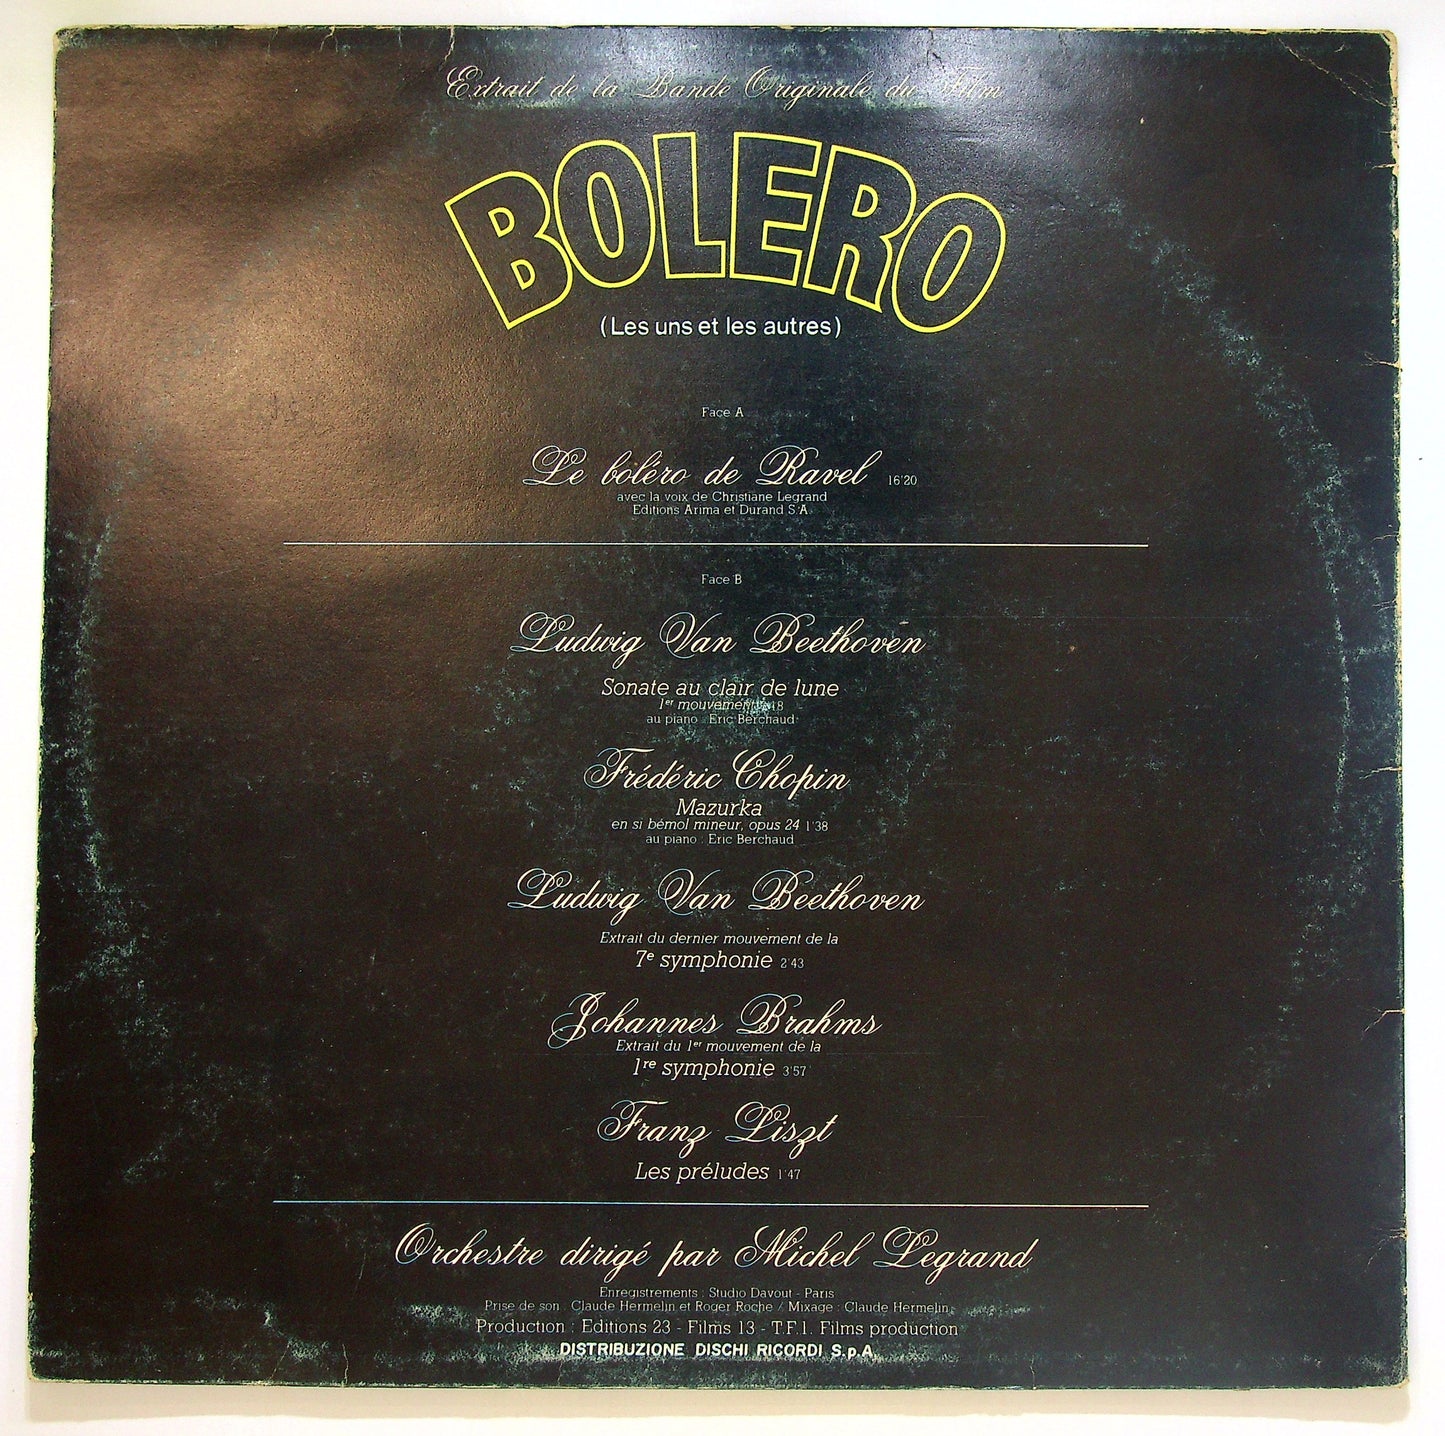 Extrait de la Bande Originale du Film
BOLERO
(Les uns et les autres)
Face A
Le boléro de Ravel 16'20
avec la voix de Christiane Legrand
Editions Arima et Durand S.A.
Face B
Ludwig Van Beethoven
Sonate au clair de lune
1er mouvement
au piano : Eric Berchaud
Frédéric Chopin
Mazurka
en si bémol mineur, opus 24 1'38
au piano : Eric Berchaud
Ludwig Van Beethoven
Extrait du dernier mouvement de la
7e symphonie 2'43
Johannes Brahms
Extrait du 1er mouvement de la
1re symphonie 3'57
Franz Liszt
Les préludes 1'47
Orchestre dirigé par Michel Legrand
Enregistrements : Studio Davout - Paris
Prise de son : Claude Hermelin et Roger Roche / Mixage : Claude Hermelin
Production : Editions 23 - Films 13 - T.F.1. Films production
DISTRIBUZIONE DISCHI RICORDI S.p.A.